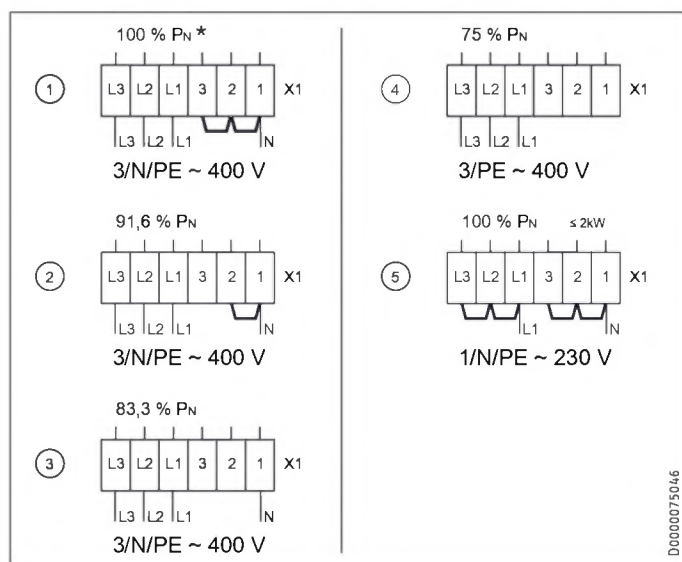 100 % PN *
1
L3 L2 L1 3 2 1 X1
L3 L2 L1 N
3/N/PE ~ 400 V
91,6 % PN
2
L3 L2 L1 3 2 1 X1
L3 L2 L1 N
3/N/PE ~ 400 V
83,3 % PN
3
L3 L2 L1 3 2 1 X1
L3 L2 L1 N
3/N/PE ~ 400 V
75 % PN
4
L3 L2 L1 3 2 1 X1
L3 L2 L1
3/PE ~ 400 V
100 % PN ≤ 2kW
5
L3 L2 L1 3 2 1 X1
L1 N
1/N/PE ~ 230 V
D0000075046